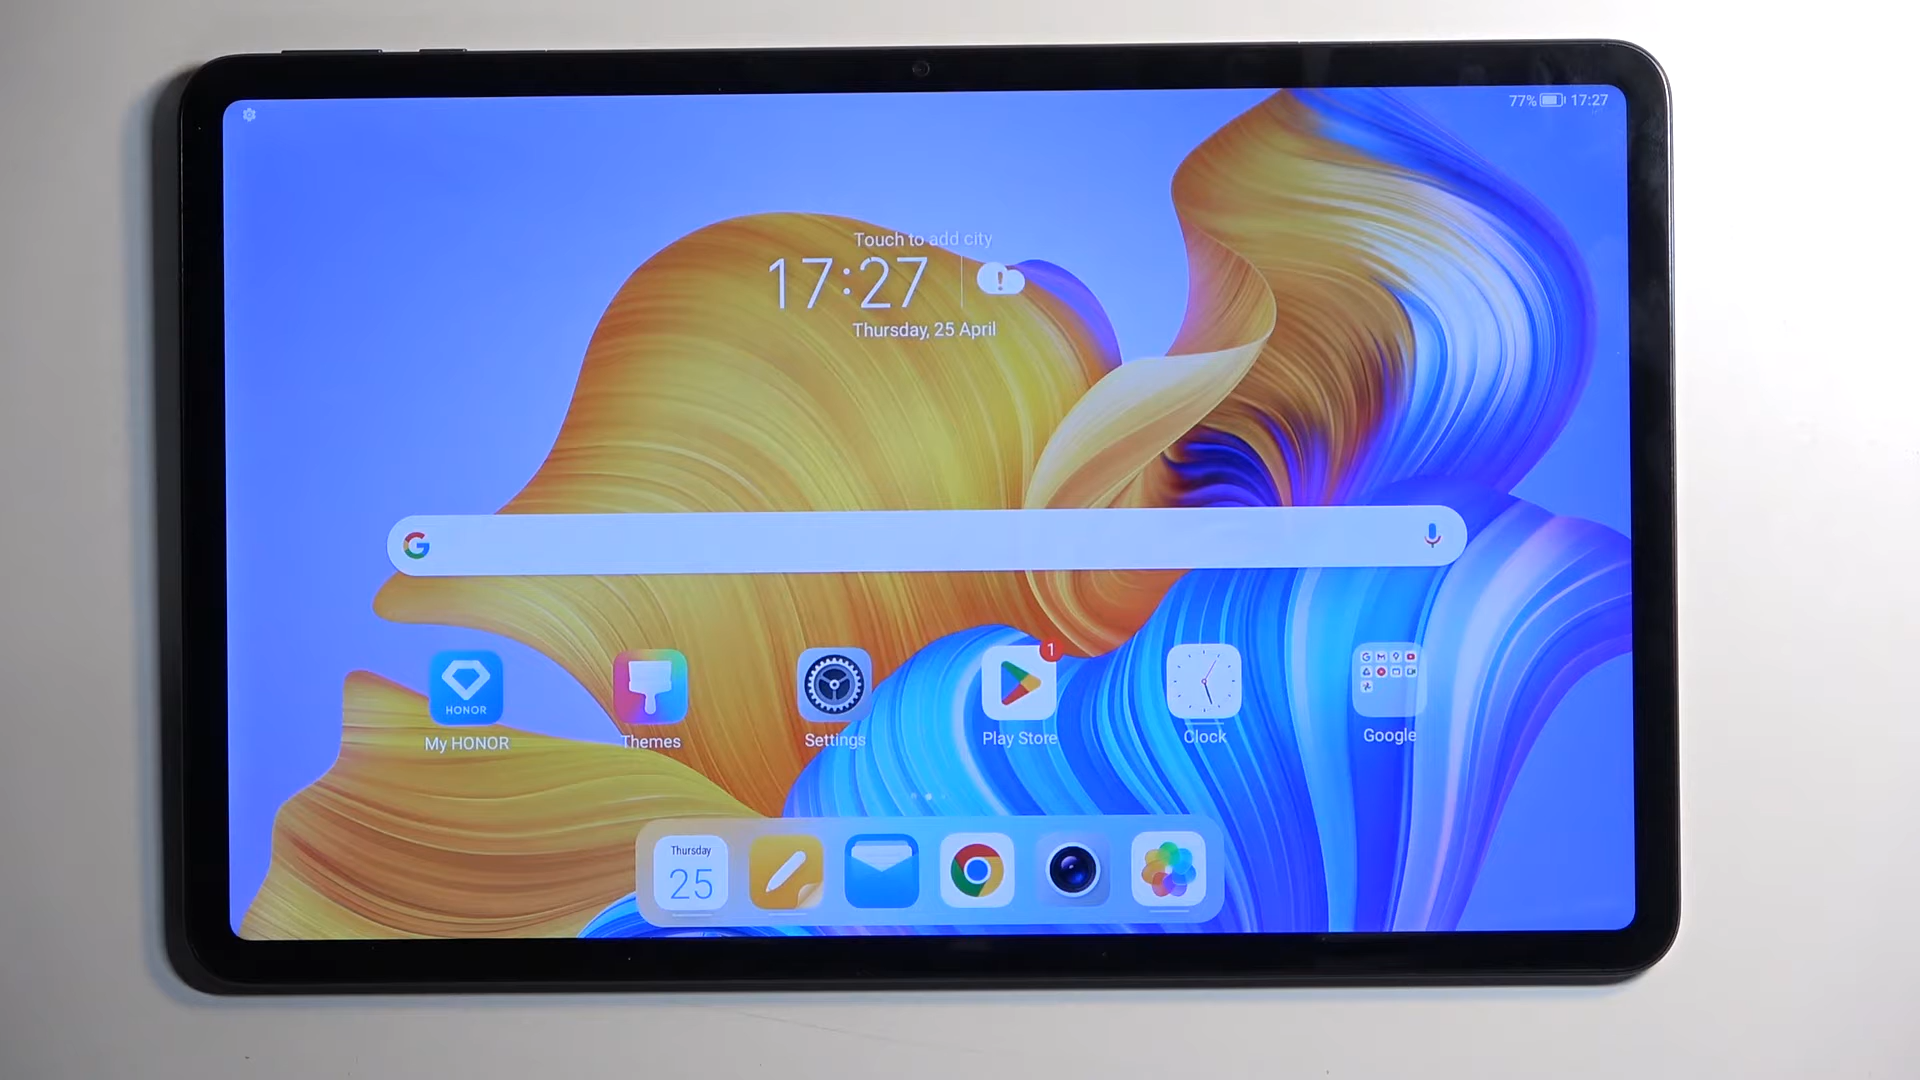 77% 17:27
Touch to add city
17:27
Thursday, 25 April
HONOR
1
My HONOR
Themes
Settings
Play Store
Clock
Google
Thursday
25